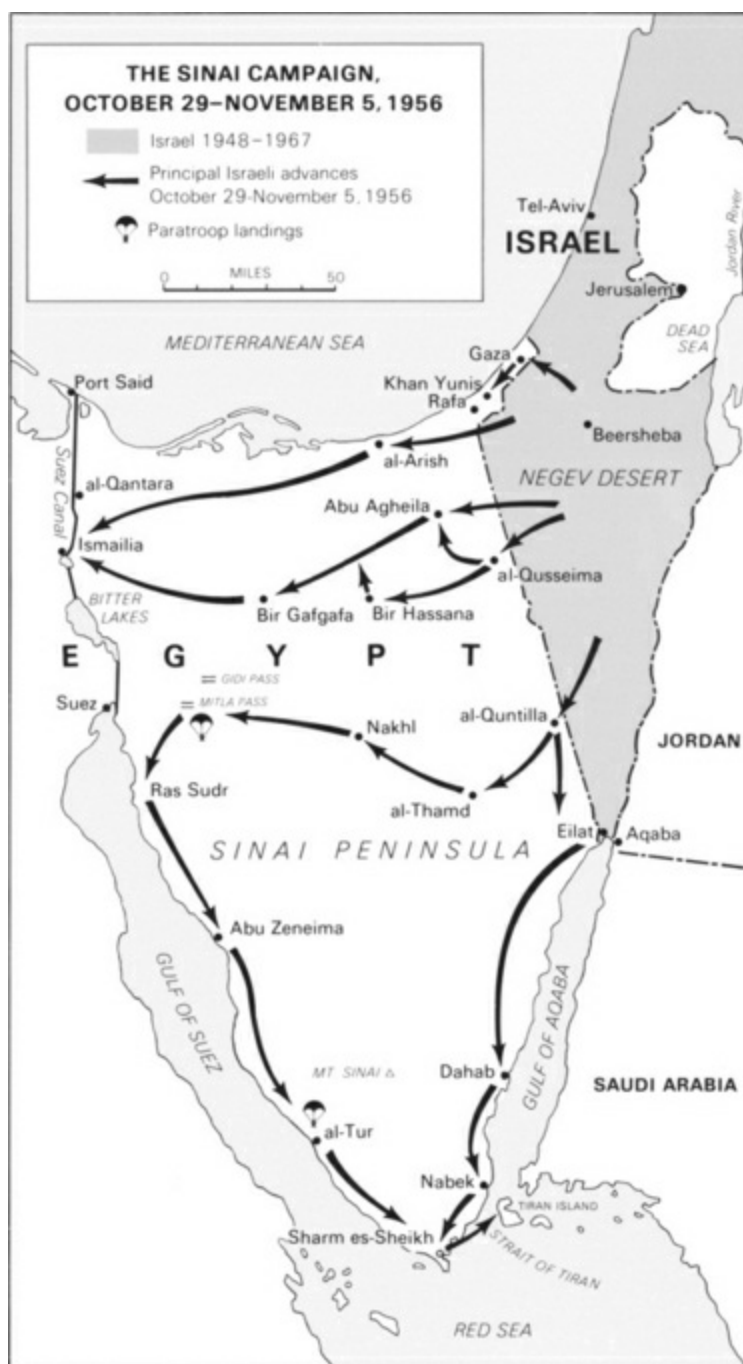 THE SINAI CAMPAIGN,
OCTOBER 29–NOVEMBER 5, 1956
Israel 1948–1967
Principal Israeli advances
October 29-November 5, 1956
Paratroop landings
0 MILES 50
Tel-Aviv
ISRAEL
Jordan River
Jerusalem
DEAD
SEA
MEDITERRANEAN SEA
Gaza
Khan Yunis
Rafa
Port Said
Beersheba
al-Arish
NEGEV DESERT
Suez Canal
al-Qantara
Abu Agheila
Ismailia
al-Qusseima
BITTER
LAKES
Bir Gafgafa
Bir Hassana
E G Y P T
GIDI PASS
MITLA PASS
Suez
al-Quntilla
Nakhl
JORDAN
Ras Sudr
al-Thamd
Eilat
Aqaba
SINAI PENINSULA
Abu Zeneima
GULF OF SUEZ
GULF OF AQABA
MT. SINAI
Dahab
SAUDI ARABIA
al-Tur
Nabek
TIRAN ISLAND
Sharm es-Sheikh
STRAIT OF TIRAN
RED SEA